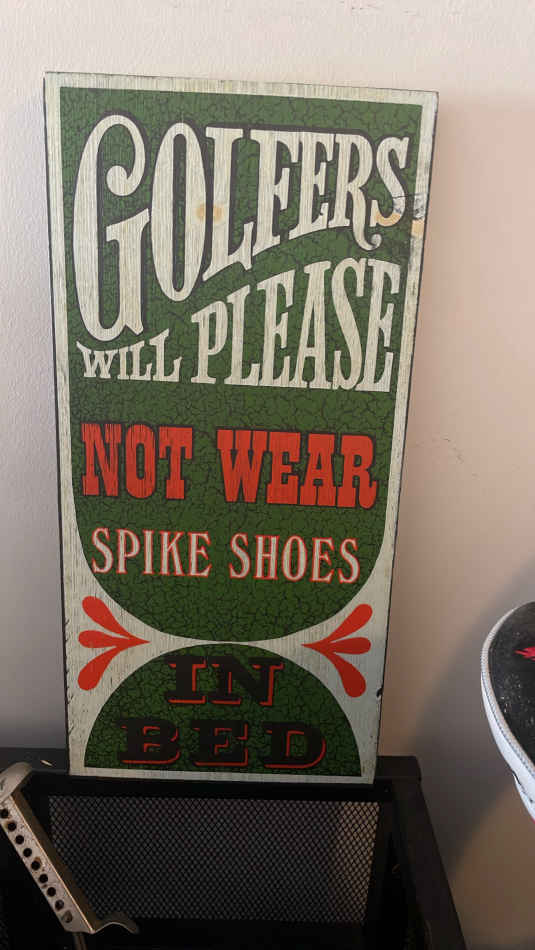 GOLFERS
WILL PLEASE
NOT WEAR
SPIKE SHOES
IN
BED